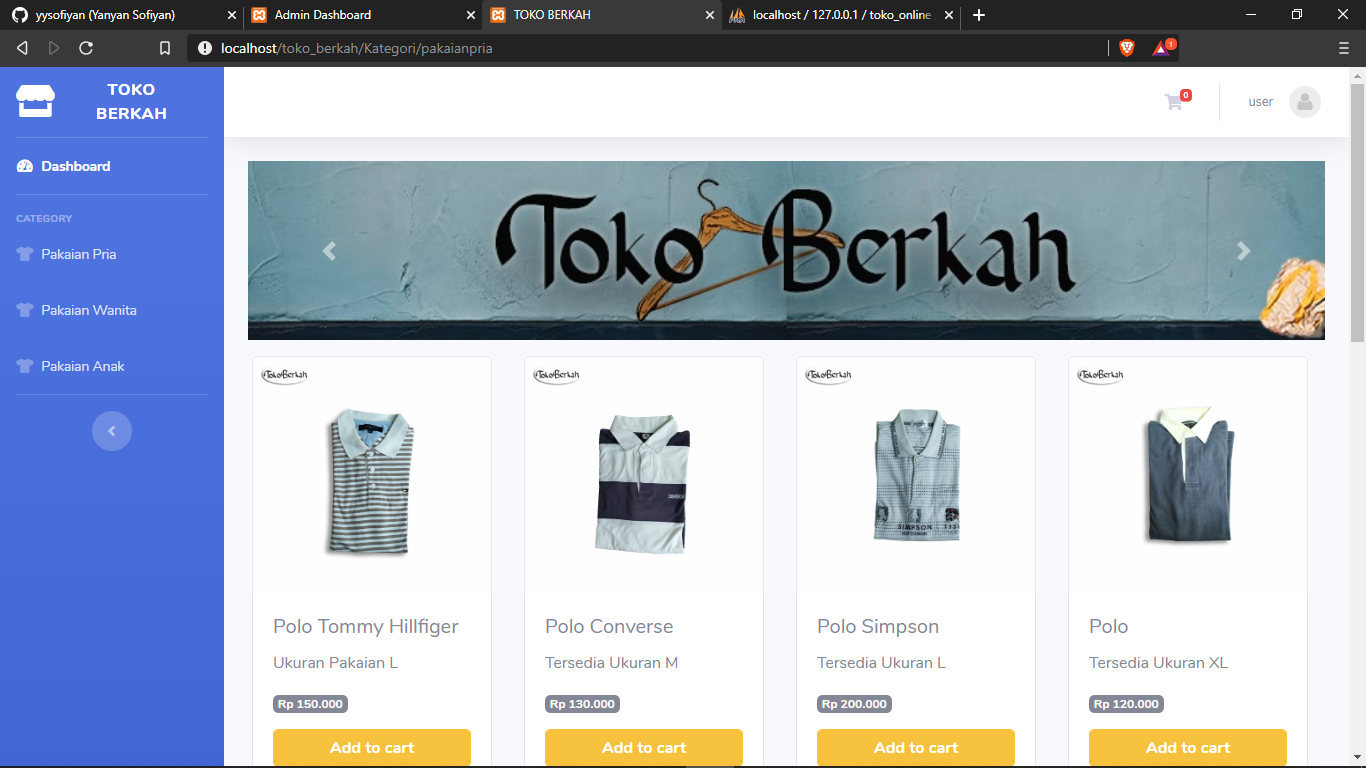 yysofiyan (Yanyan Sofiyan)
Admin Dashboard
TOKO BERKAH
localhost / 127.0.0.1 / toko_online
localhost/toko_berkah/Kategori/pakaianpria
1
TOKO
BERKAH
0
user
Dashboard
CATEGORY
Pakaian Pria
Pakaian Wanita
Pakaian Anak
Toko Berkah
TokoBerkah
TokoBerkah
TokoBerkah
TokoBerkah
CONVERSE
SIMPSON
Polo Tommy Hillfiger
Polo Converse
Polo Simpson
Polo
Ukuran Pakaian L
Tersedia Ukuran M
Tersedia Ukuran L
Tersedia Ukuran XL
Rp 150.000
Rp 130.000
Rp 200.000
Rp 120.000
Add to cart
Add to cart
Add to cart
Add to cart